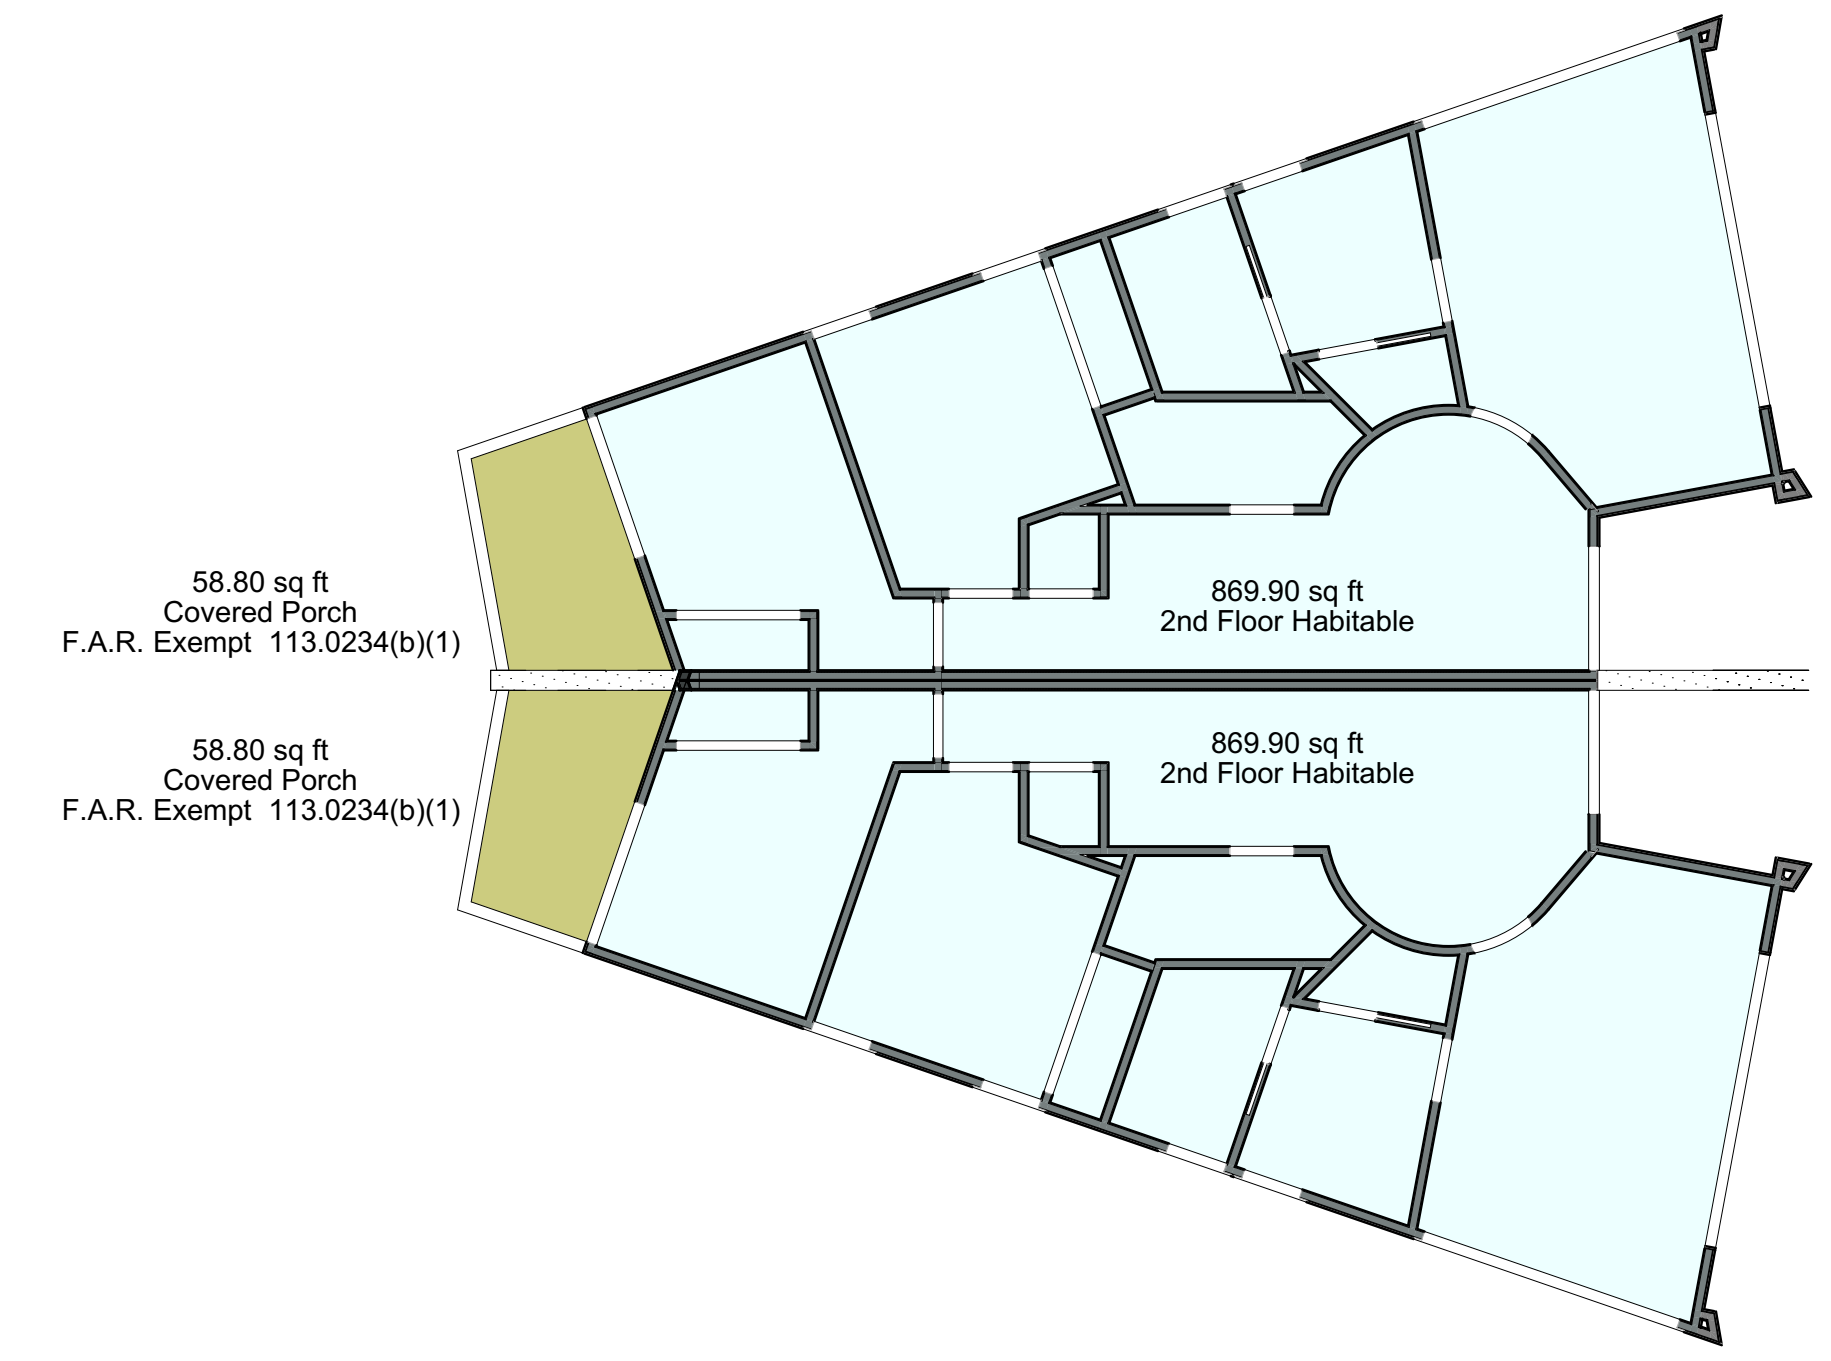 58.80 sq ft
Covered Porch
F.A.R. Exempt  113.0234(b)(1)
869.90 sq ft
2nd Floor Habitable
58.80 sq ft
Covered Porch
F.A.R. Exempt  113.0234(b)(1)
869.90 sq ft
2nd Floor Habitable